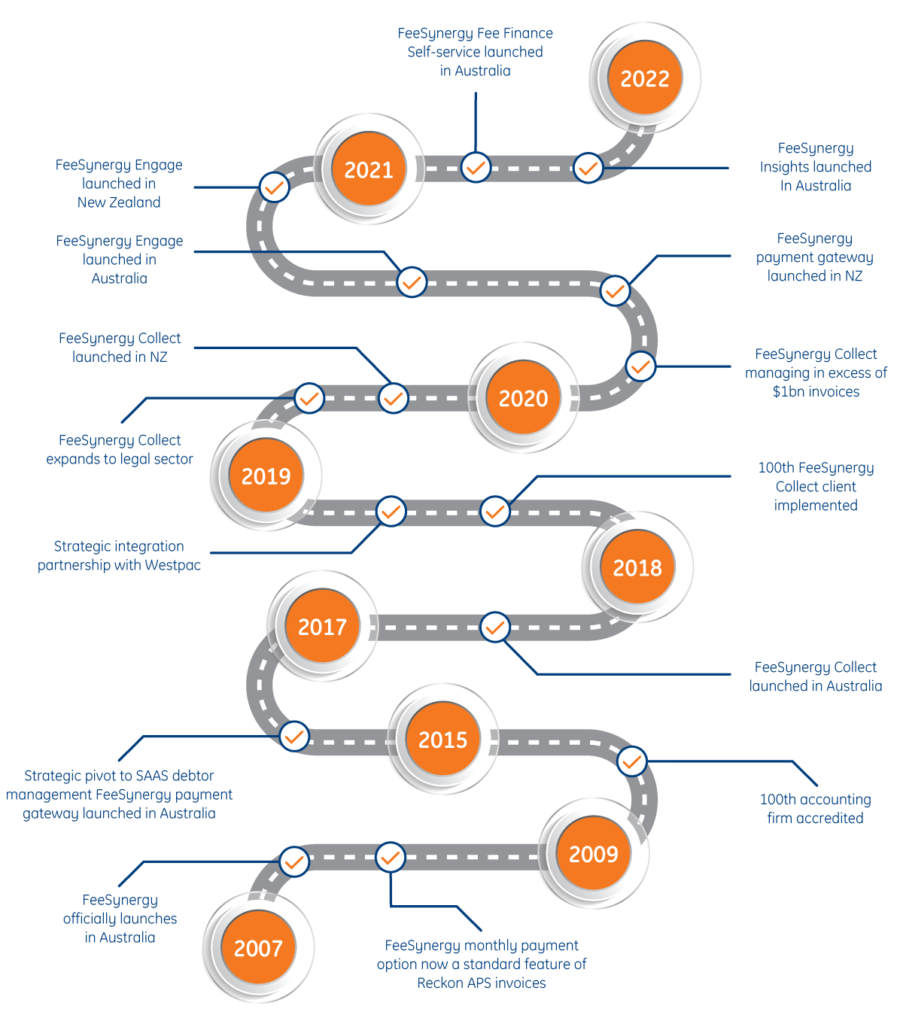 FeeSynergy Fee Finance
Self-service launched
in Australia
2022
2021
FeeSynergy
Insights launched
In Australia
FeeSynergy Engage
launched in
New Zealand
FeeSynergy Engage
launched in
Australia
FeeSynergy
payment gateway
launched in NZ
FeeSynergy Collect
launched in NZ
FeeSynergy Collect
managing in excess of
$1bn invoices
2020
FeeSynergy Collect
expands to legal sector
2019
100th FeeSynergy
Collect client
implemented
Strategic integration
partnership with Westpac
2018
2017
FeeSynergy Collect
launched in Australia
2015
Strategic pivot to SAAS debtor
management FeeSynergy payment
gateway launched in Australia
100th accounting
firm accredited
2009
FeeSynergy
officially launches
in Australia
2007
FeeSynergy monthly payment
option now a standard feature of
Reckon APS invoices